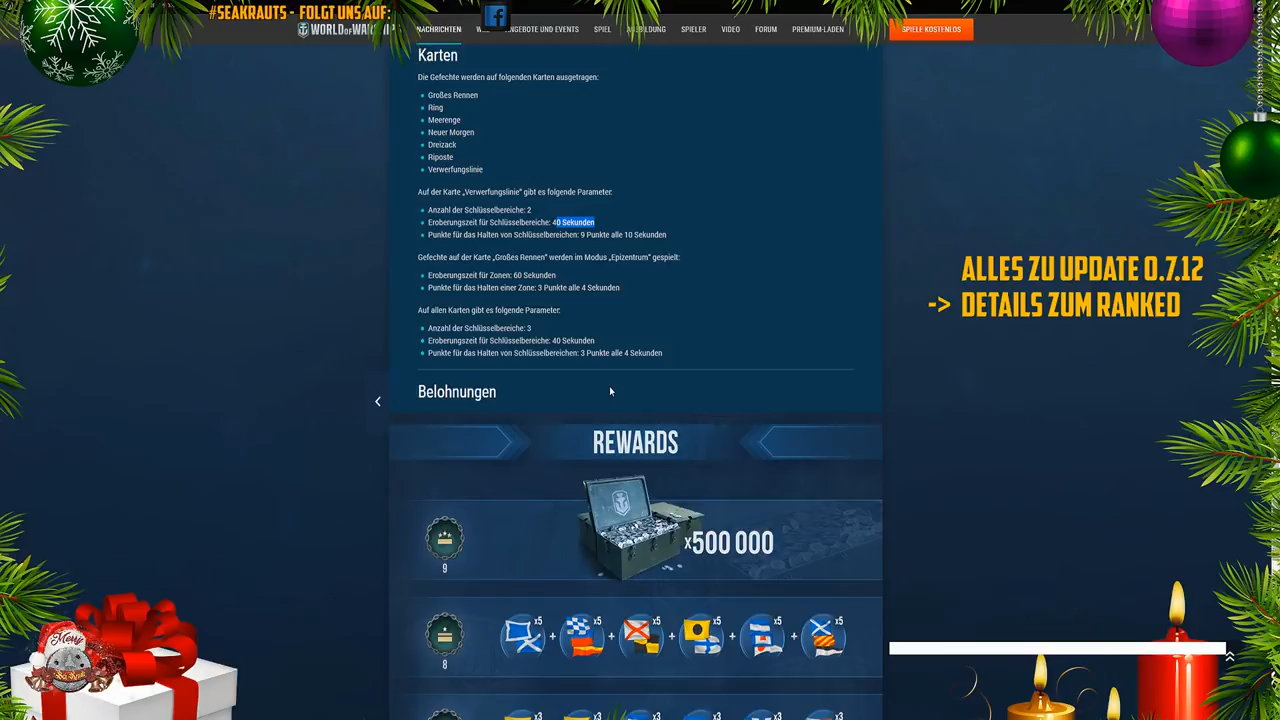 #SEAKRAUTS - FOLGT UNS AUF:
NACHRICHTEN
ANGEBOTE UND EVENTS
SPIEL
SPIELER
VIDEO
FORUM
PREMIUM-LADEN
SPIELE KOSTENLOS
Karten
Die Gefechte werden auf folgenden Karten ausgetragen:
Großes Rennen
Ring
Meerenge
Neuer Morgen
Dreizack
Riposte
Verwerfungslinie
Auf der Karte „Verwerfungslinie" gibt es folgende Parameter:
Anzahl der Schlüsselbereiche: 2
Eroberungszeit für Schlüsselbereiche: 40 Sekunden
Punkte für das Halten von Schlüsselbereichen: 9 Punkte alle 10 Sekunden
Gefechte auf der Karte „Großes Rennen" werden im Modus „Epizentrum" gespielt:
Eroberungszeit für Zonen: 60 Sekunden
Punkte für das Halten einer Zone: 3 Punkte alle 4 Sekunden
Auf allen Karten gibt es folgende Parameter:
Anzahl der Schlüsselbereiche: 3
Eroberungszeit für Schlüsselbereiche: 40 Sekunden
Punkte für das Halten von Schlüsselbereichen: 3 Punkte alle 4 Sekunden
Belohnungen
REWARDS
x500 000
9
x5 + x5 + x5 + x5 + x5 + x5
8
x3 x3 x3 x3 x3 x3
ALLES ZU UPDATE 0.7.12
-> DETAILS ZUM RANKED
Merry